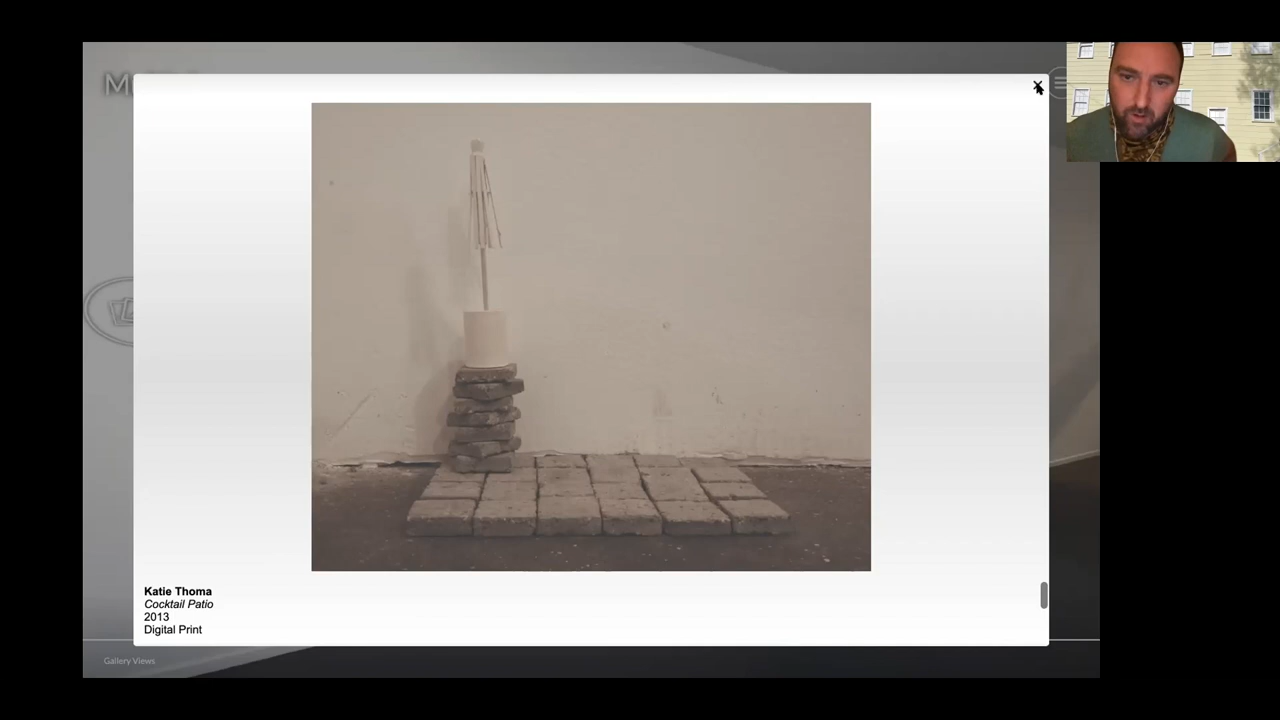 M
Katie Thoma
Cocktail Patio
2013
Digital Print
Gallery Views